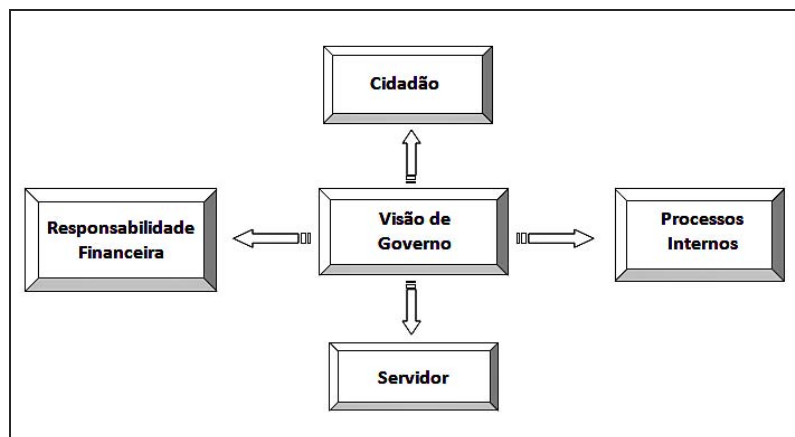 Cidadão
Responsabilidade
Financeira
Visão de
Governo
Processos
Internos
Servidor